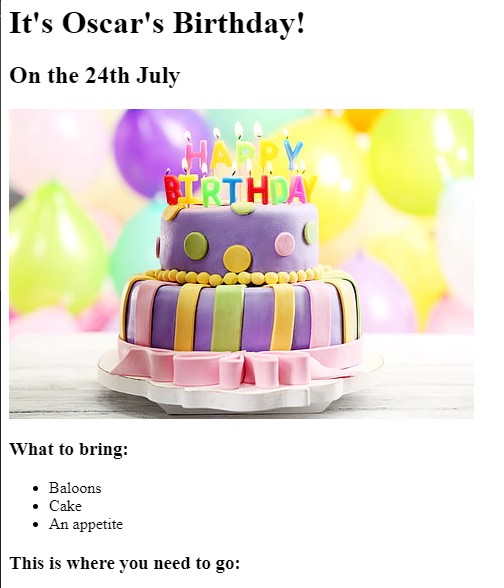 It's Oscar's Birthday!
On the 24th July
HAPPY
BIRTHDAY
What to bring:
Baloons
Cake
An appetite
This is where you need to go: